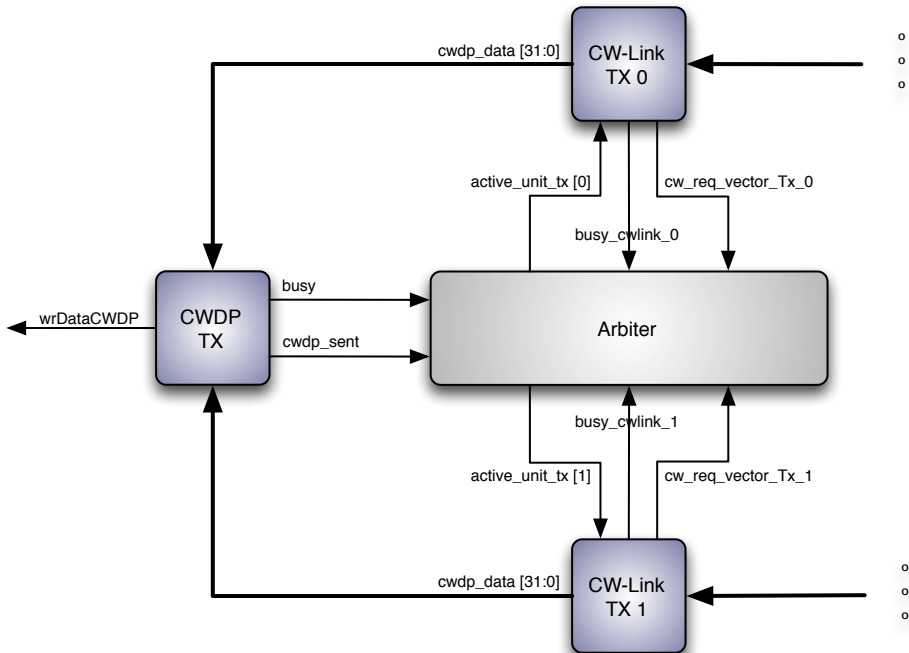 cwdp_data [31:0]
CW-Link
TX 0
o
o
o
active_unit_tx [0]
cw_req_vector_Tx_0
busy_cwlink_0
busy
wrDataCWDP
CWDP
TX
Arbiter
cwdp_sent
busy_cwlink_1
active_unit_tx [1]
cw_req_vector_Tx_1
cwdp_data [31:0]
CW-Link
TX 1
o
o
o